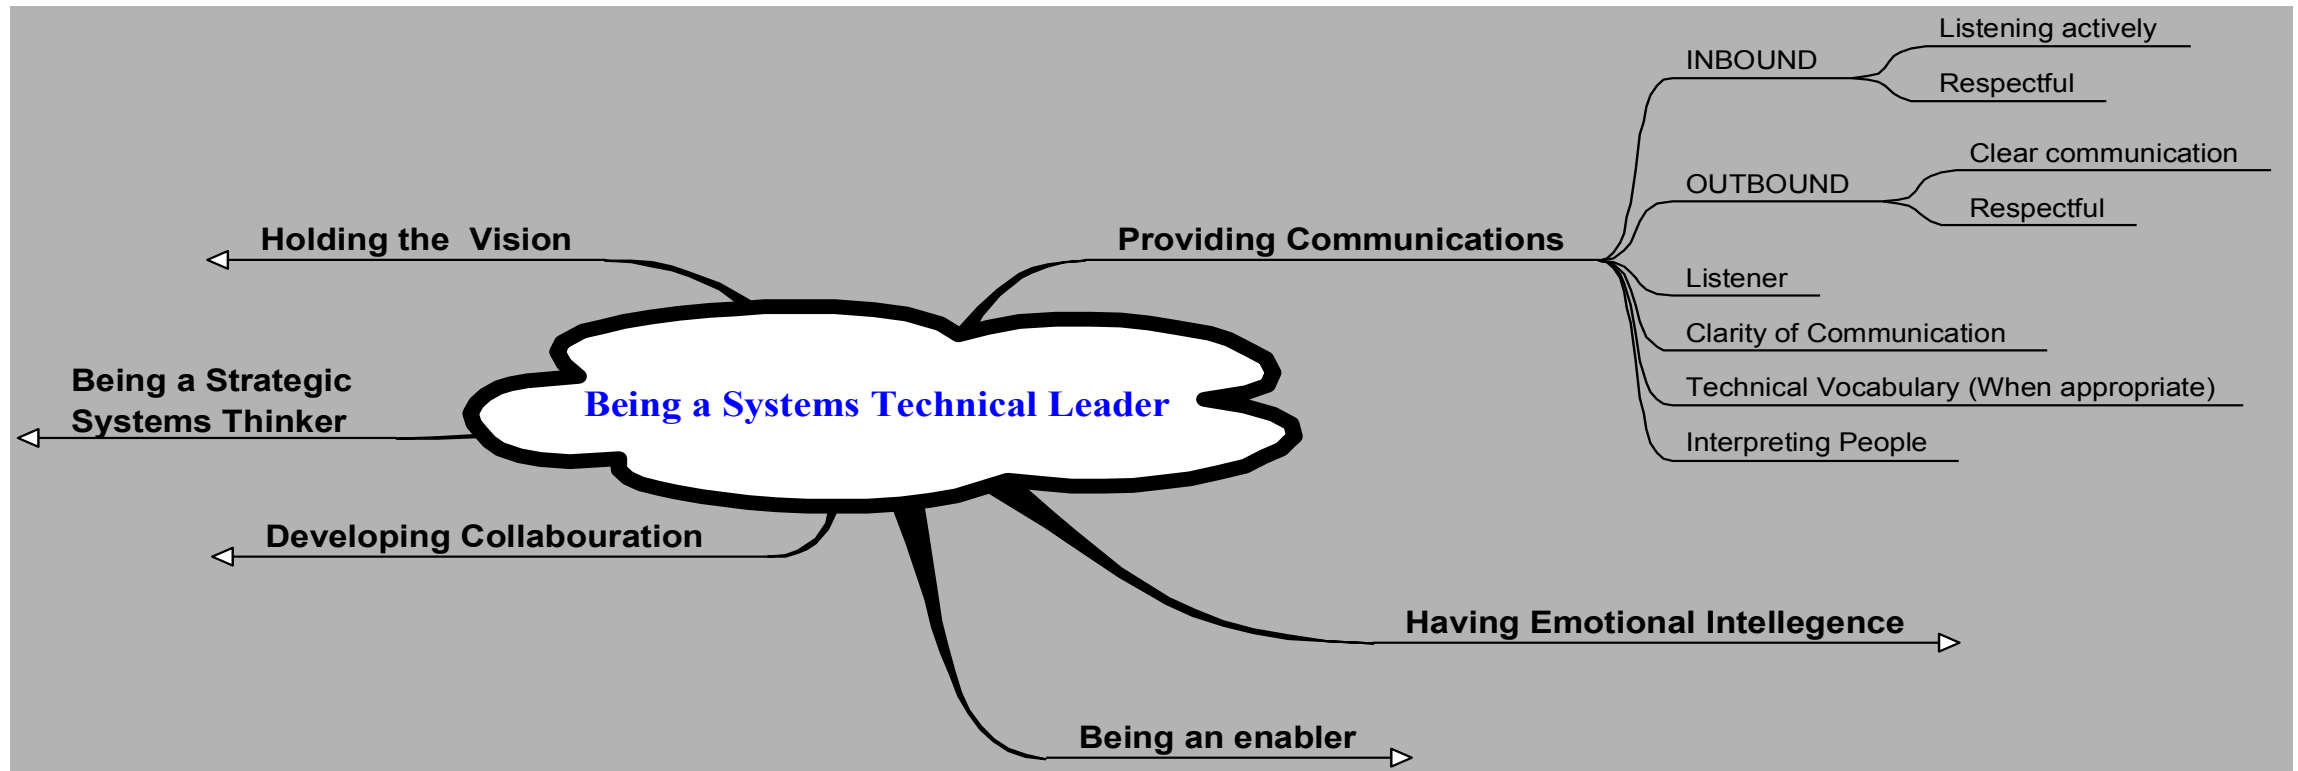 Listening actively
INBOUND
Respectful
Clear communication
OUTBOUND
Respectful
Holding the  Vision
Providing Communications
Listener
Clarity of Communication
Technical Vocabulary (When appropriate)
Interpreting People
Being a Strategic
Systems Thinker
Being a Systems Technical Leader
Developing Collabouration
Having Emotional Intellegence
Being an enabler